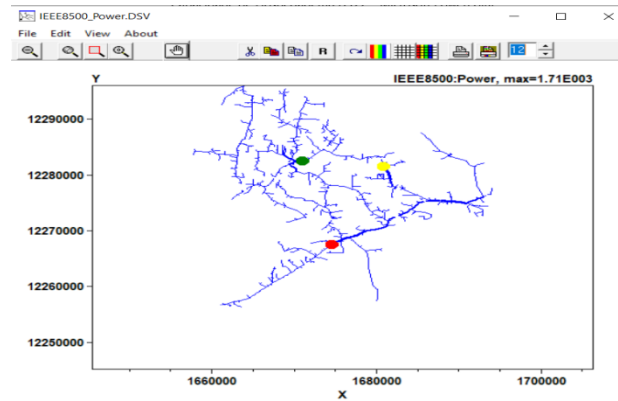 IEEE8500_Power.DSV
File Edit View About
R 12
Y
IEEE8500:Power, max=1.71E003
12290000
12280000
12270000
12260000
12250000
1660000 1680000 1700000
X